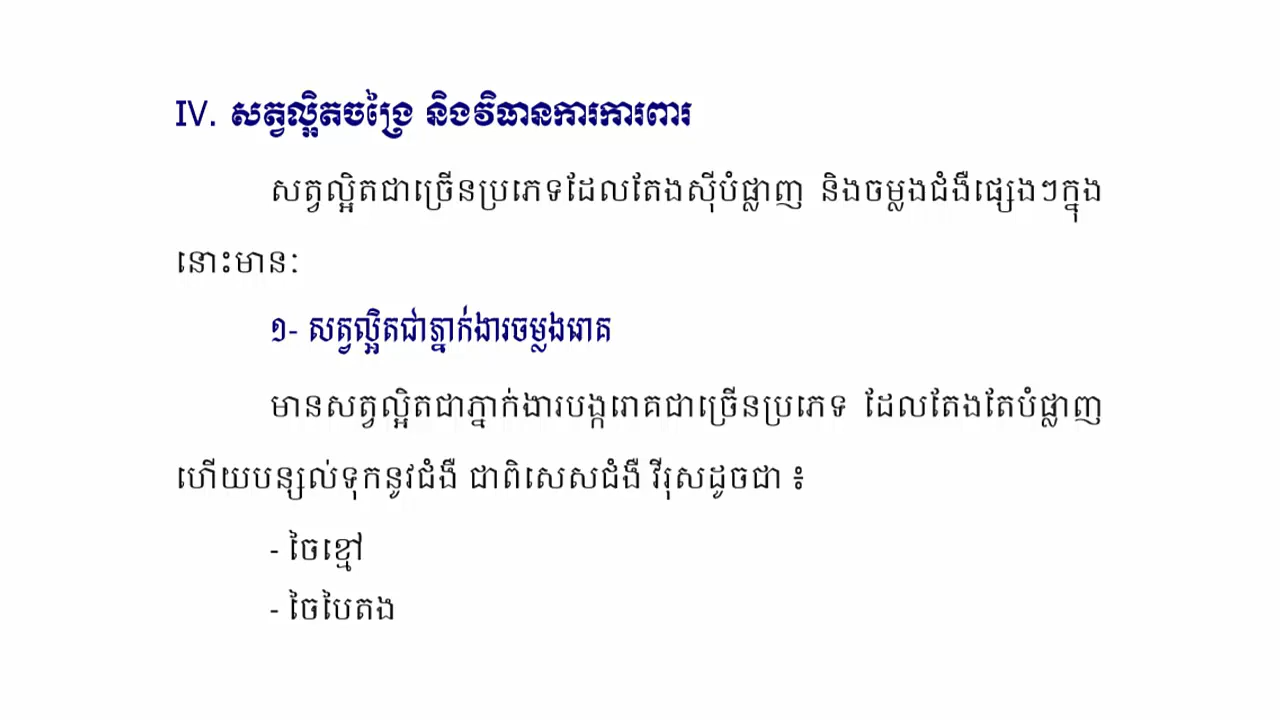 IV. សត្វល្អិតចង្រៃ និងវិធានការការពារ
សត្វល្អិតជាច្រើនប្រភេទដែលតែងស៊ីបំផ្លាញ និងចម្លងជំងឺផ្សេងៗក្នុង
នោះមានៈ
១- សត្វល្អិតជាភ្នាក់ងារចម្លងរោគ
មានសត្វល្អិតជាភ្នាក់ងារបង្ករោគជាច្រើនប្រភេទ ដែលតែងតែបំផ្លាញ
ហើយបន្សល់ទុកនូវជំងឺ ជាពិសេសជំងឺ វីរុសដូចជា ៖
- ចៃខ្មៅ
- ចៃបៃតង